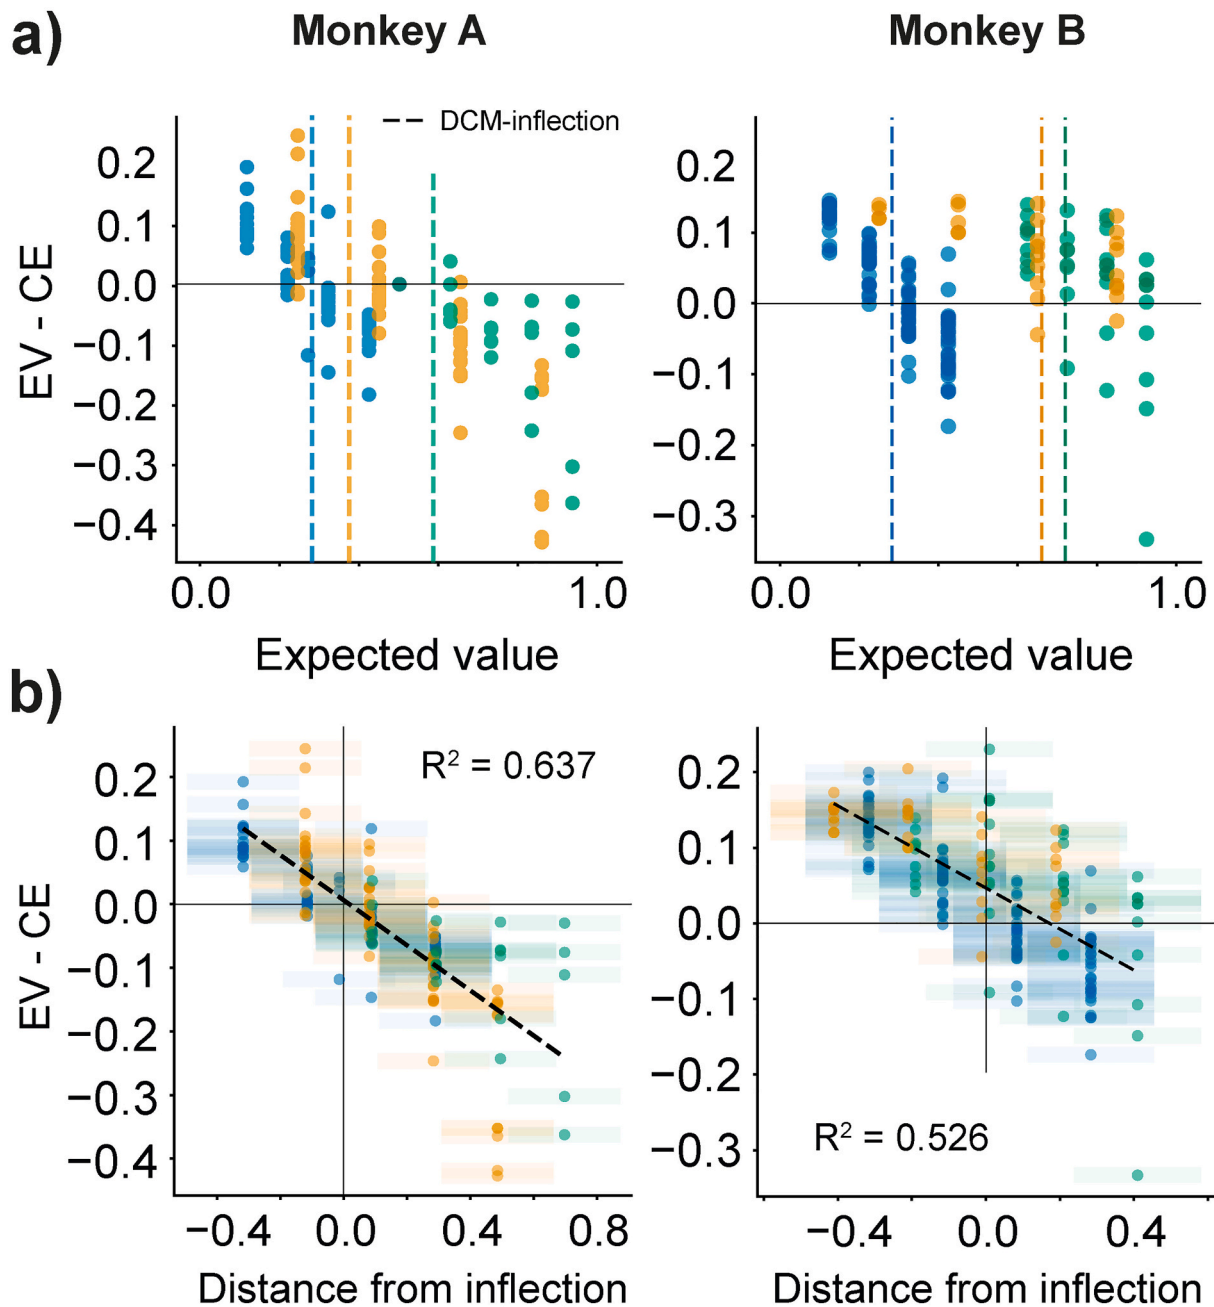 a)
Monkey A
Monkey B
DCM-inflection
EV - CE
0.2
0.1
0.0
−0.1
−0.2
−0.3
−0.4
0.0
1.0
Expected value
0.2
0.1
0.0
−0.1
−0.2
−0.3
0.0
1.0
Expected value
b)
EV - CE
0.2
0.1
0.0
−0.1
−0.2
−0.3
−0.4
R² = 0.637
−0.4
0.0
0.4
0.8
Distance from inflection
0.2
0.1
0.0
−0.1
−0.2
−0.3
R² = 0.526
−0.4
0.0
0.4
Distance from inflection